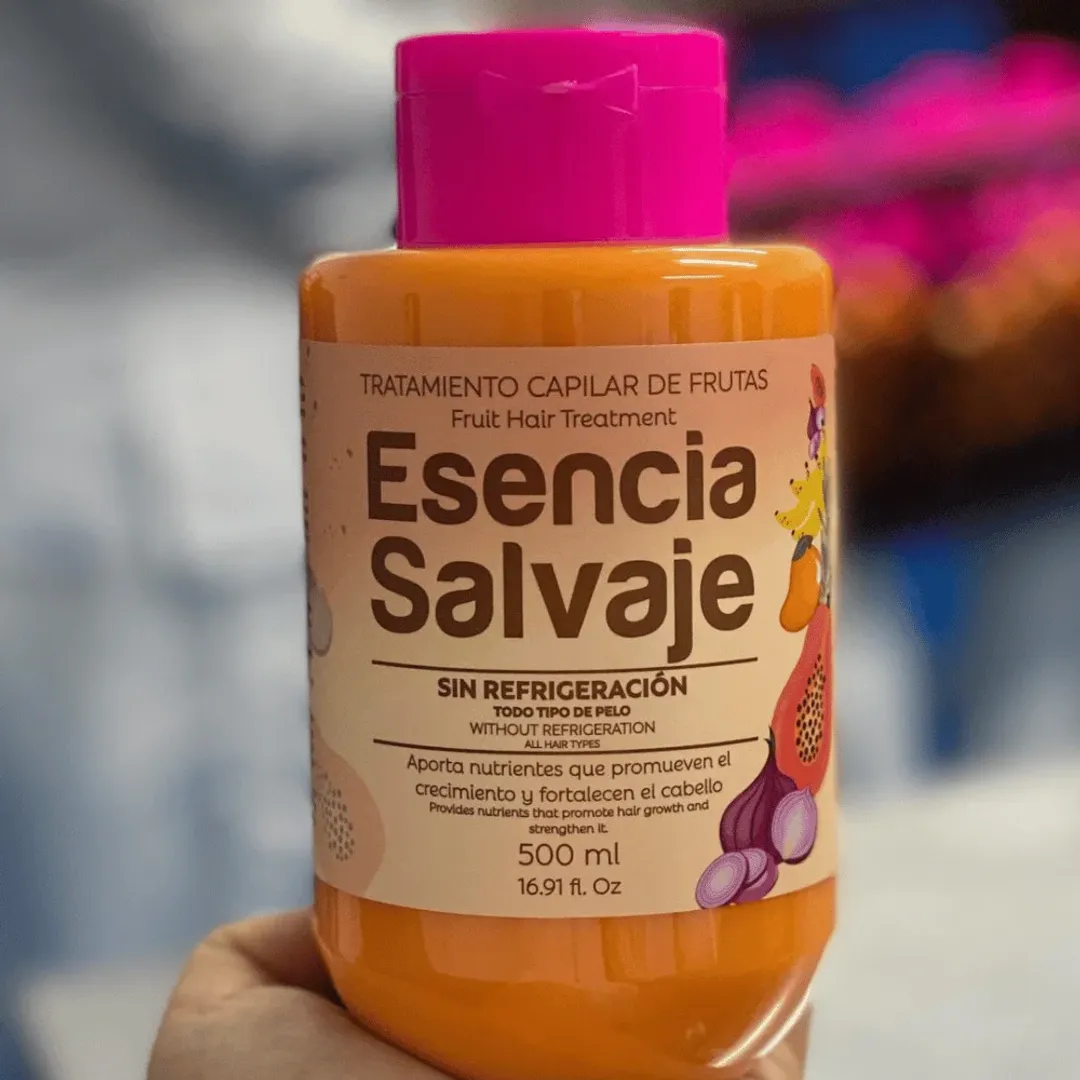 TRATAMIENTO CAPILAR DE FRUTAS
Fruit Hair Treatment
Esencia
Salvaje
SIN REFRIGERACIÓN
TODO TIPO DE PELO
WITHOUT REFRIGERATION
ALL HAIR TYPES
Aporta nutrientes que promueven el
crecimiento y fortalecen el cabello
Provides nutrients that promote hair growth and
strengthen it.
500 ml
16.91 fl. Oz